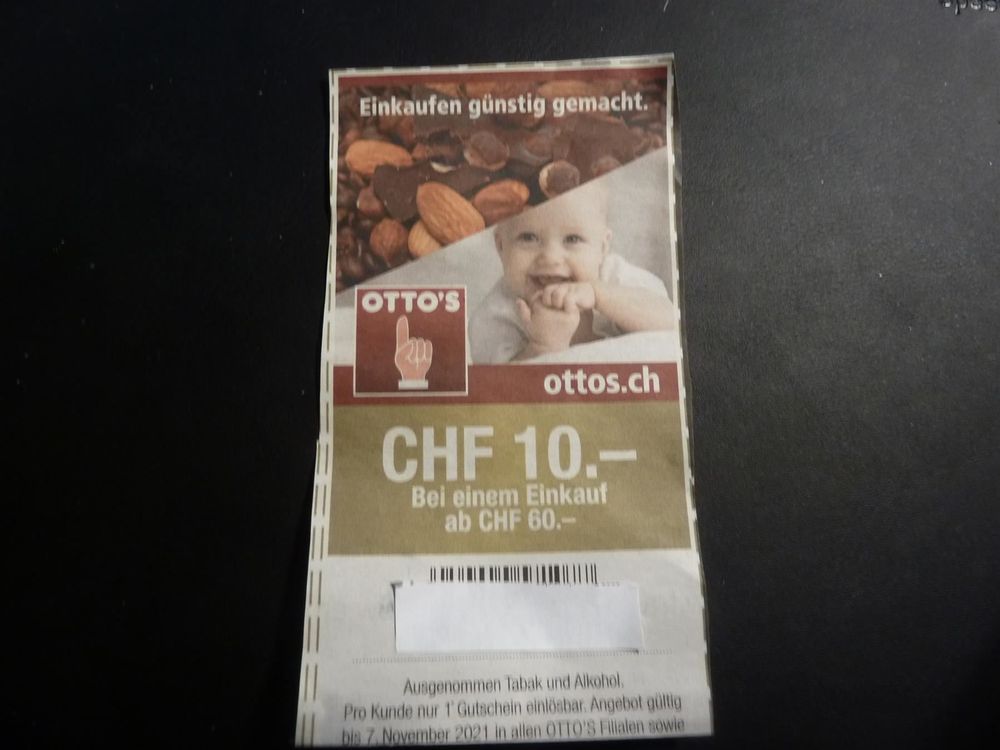 Einkaufen günstig gemacht.
OTTO'S
ottos.ch
CHF 10.–
Bei einem Einkauf
ab CHF 60.–
Ausgenommen Tabak und Alkohol.
Pro Kunde nur 1 Gutschein einlösbar. Angebot gültig
bis 7. November 2021 in allen OTTO'S Filialen sowie